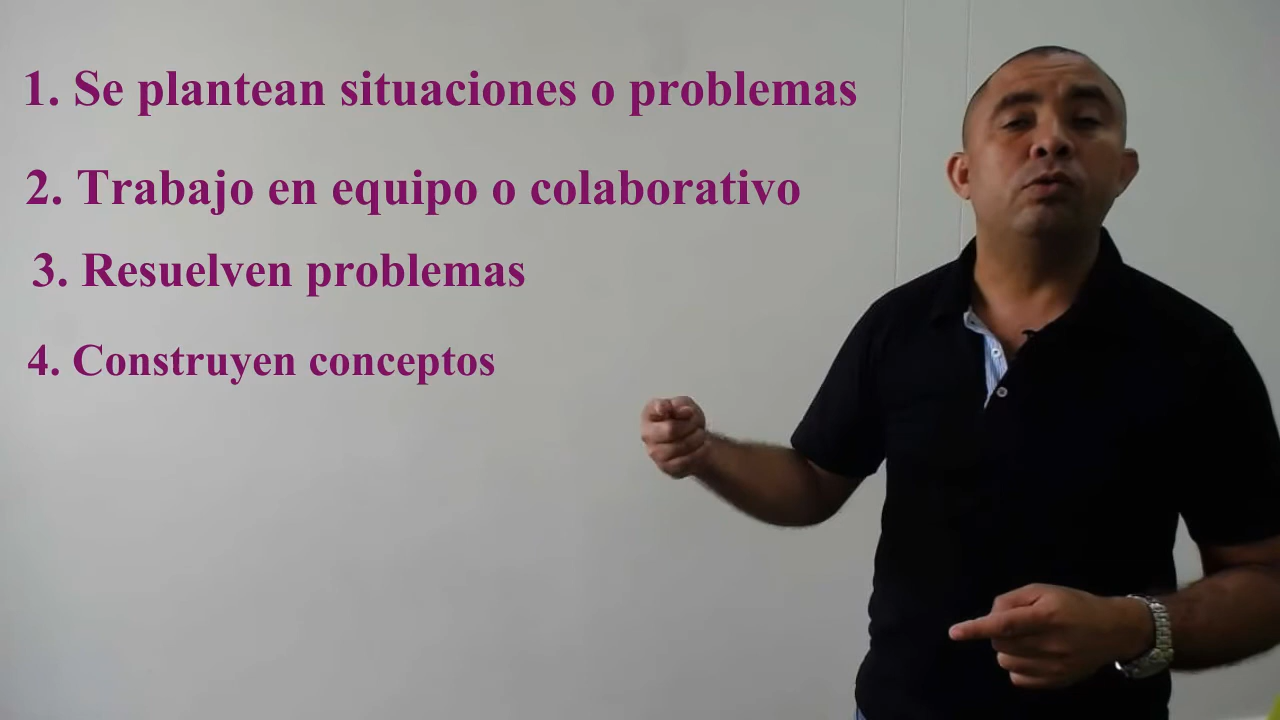 1. Se plantean situaciones o problemas
2. Trabajo en equipo o colaborativo
3. Resuelven problemas
4. Construyen conceptos